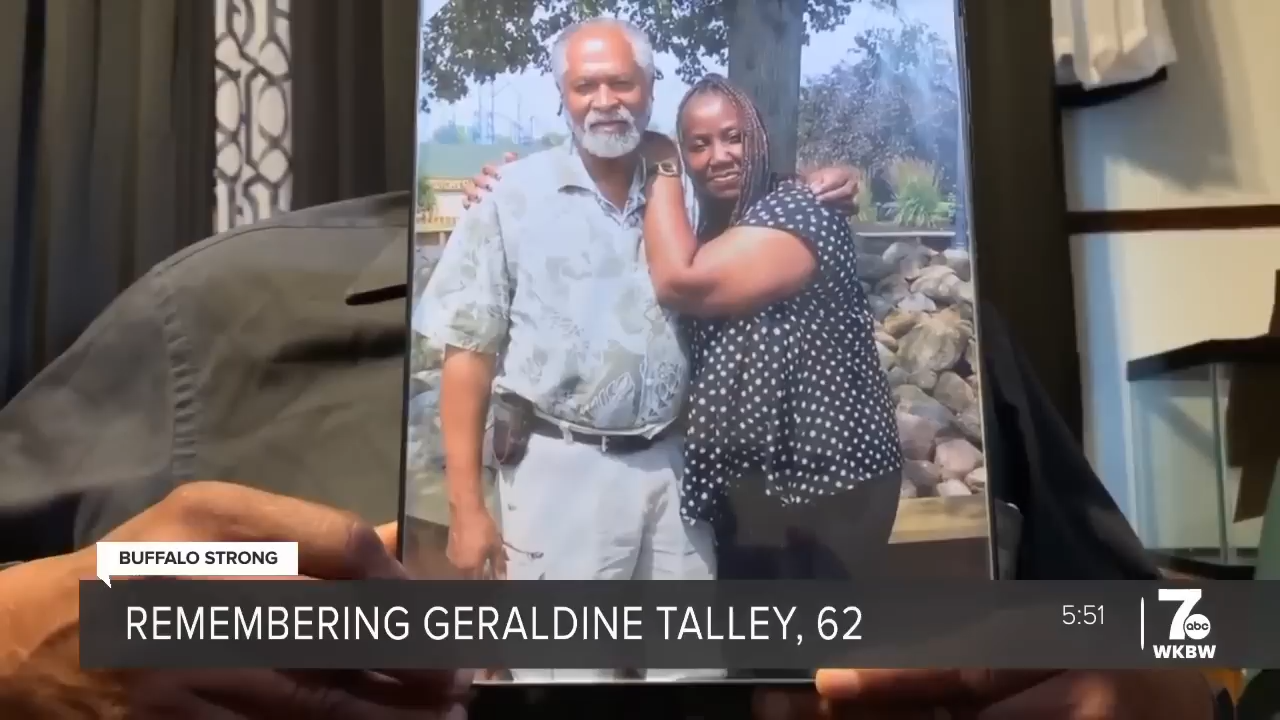 BUFFALO STRONG
REMEMBERING GERALDINE TALLEY, 62
5:51
7
abc
WKBW